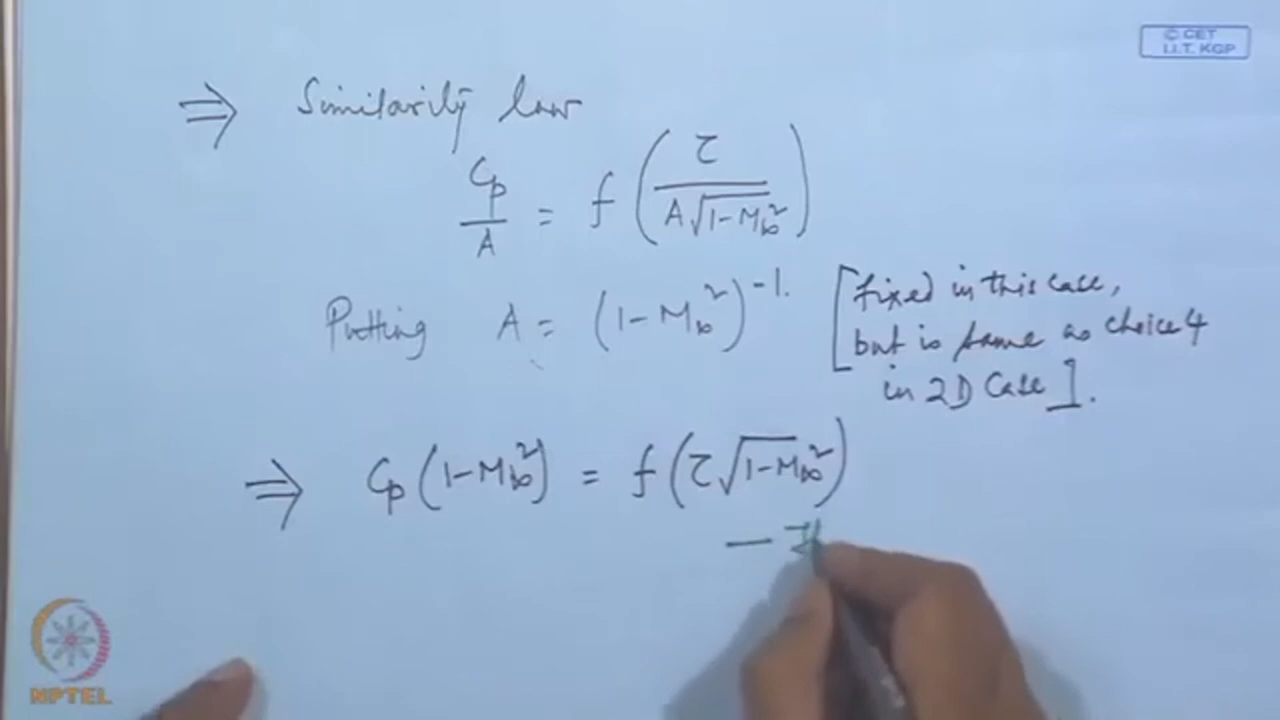 © CET
I.I.T. KGP
⇒ Similarity law
Cp/A = f(τ/(A√(1-M∞²)))
Putting A = (1-M∞²)^-1. [fixed in this case,
but is same as choice 4
in 2D case].
⇒ Cp(1-M∞²) = f(τ√(1-M∞²))
NPTEL